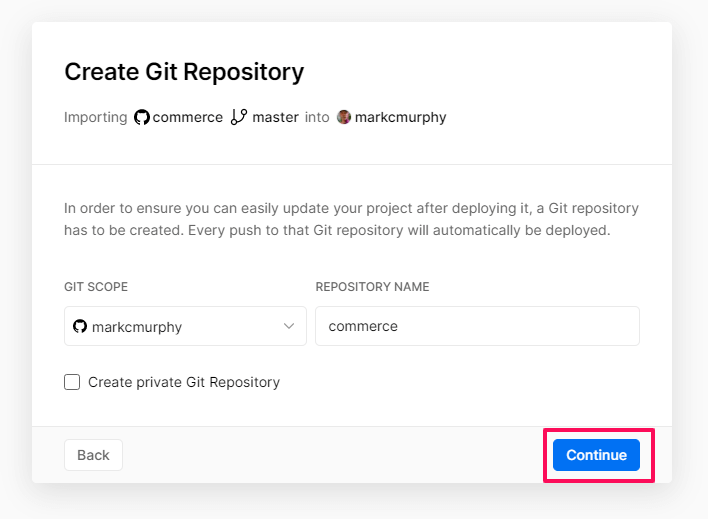 Create Git Repository
Importing commerce master into markcmurphy
In order to ensure you can easily update your project after deploying it, a Git repository
has to be created. Every push to that Git repository will automatically be deployed.
GIT SCOPE REPOSITORY NAME
markcmurphy commerce
Create private Git Repository
Back Continue